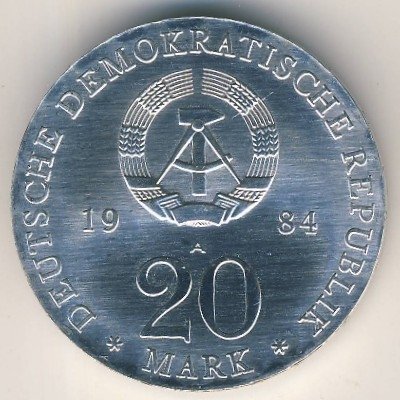 DEUTSCHE DEMOKRATISCHE REPUBLIK
19 84
A
20
* MARK *